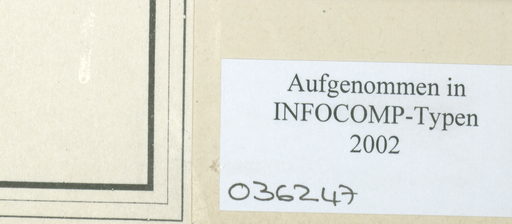 Aufgenommen in
INFOCOMP-Typen
2002
036247